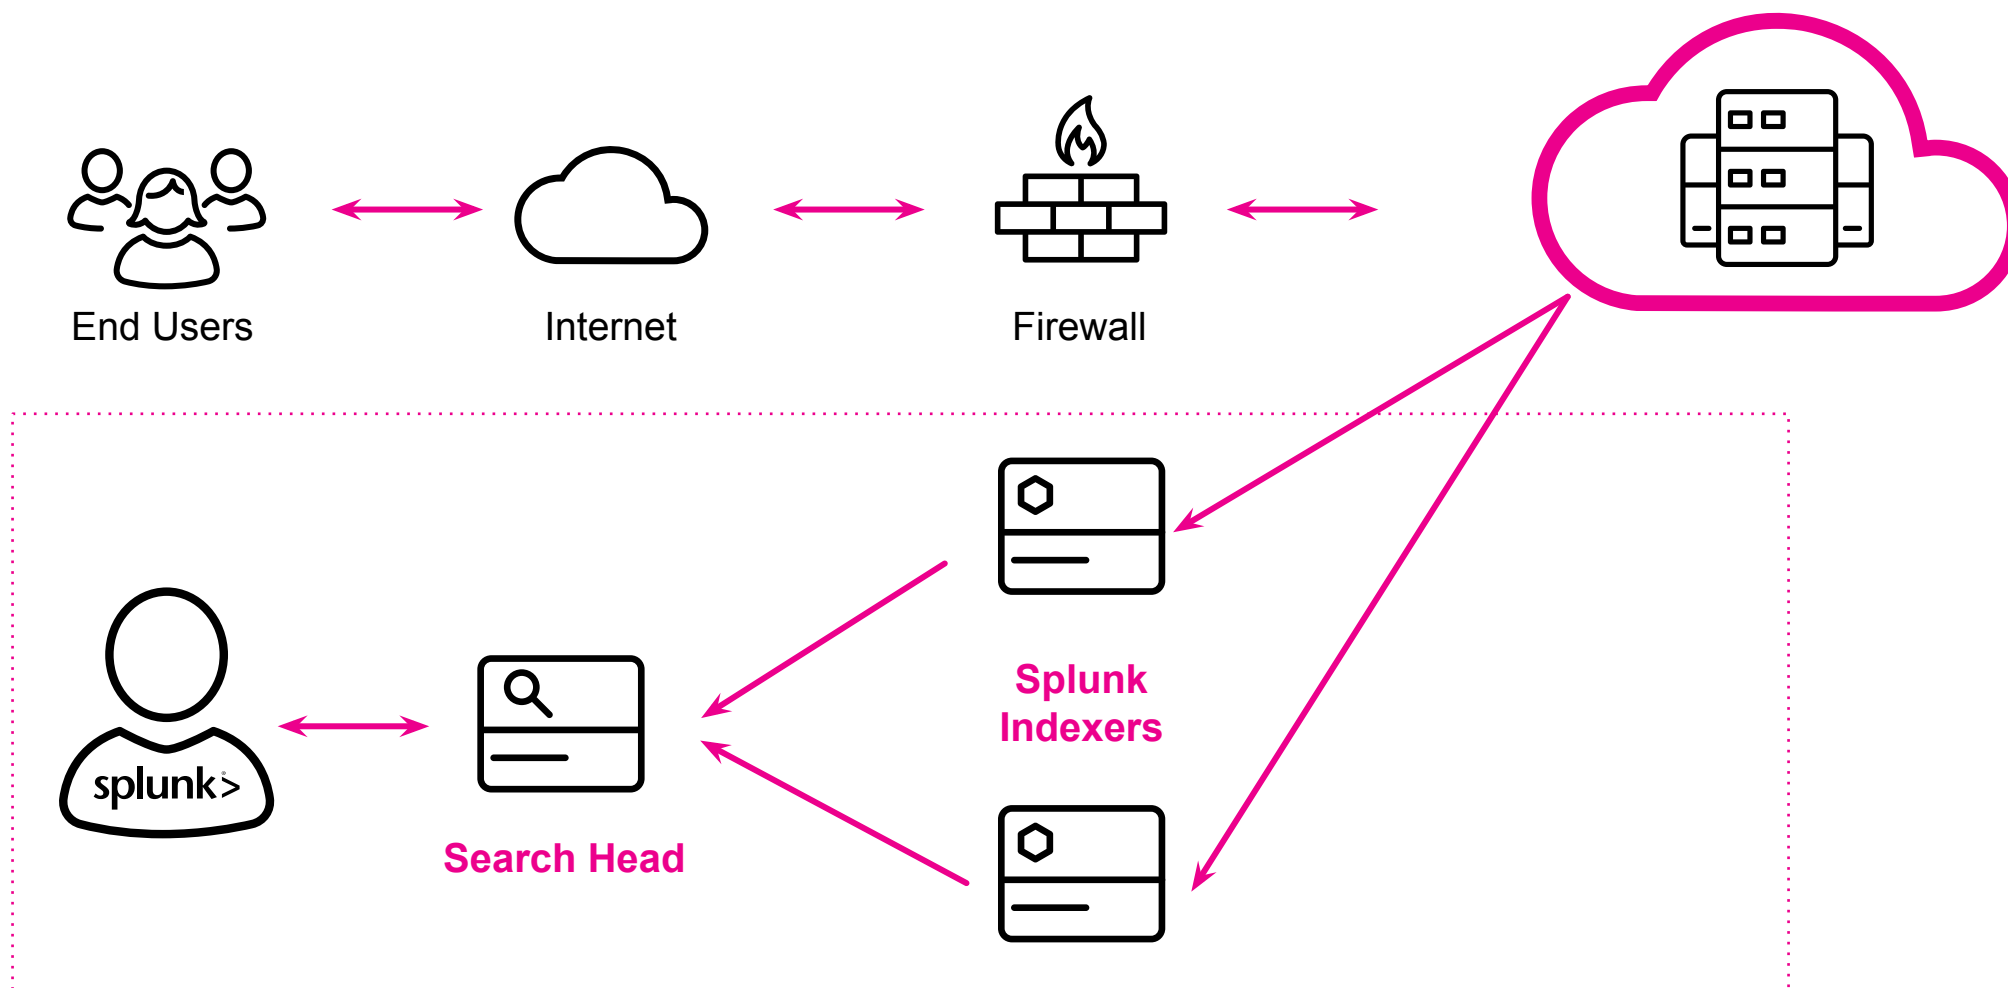 End Users
Internet
Firewall
Splunk
Indexers
splunk>
Search Head